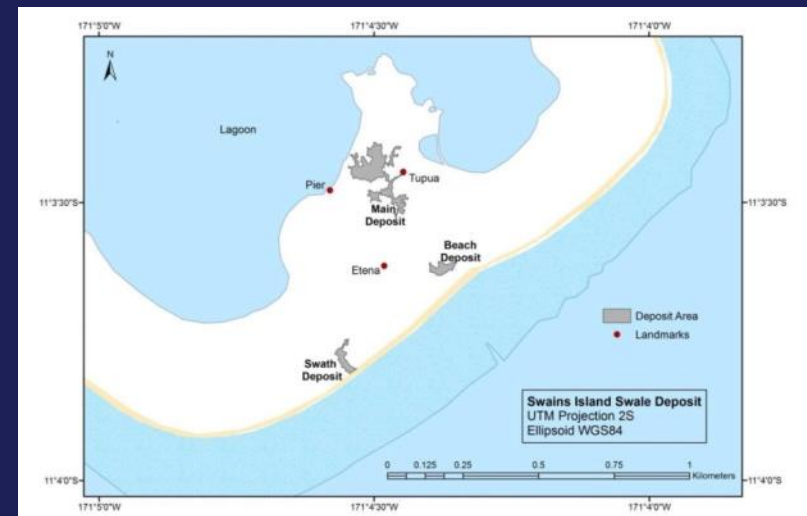 171°5'0"W
171°4'30"W
171°4'0"W
N
Lagoon
Pier
Tupua
11°3'30"S
11°3'30"S
Main
Deposit
Beach
Deposit
Etena
Deposit Area
Landmarks
Swath
Deposit
Swains Island Swale Deposit
UTM Projection 2S
Ellipsoid WGS84
0 0.125 0.25 0.5 0.75 1
Kilometers
11°4'0"S
11°4'0"S
171°5'0"W
171°4'30"W
171°4'0"W